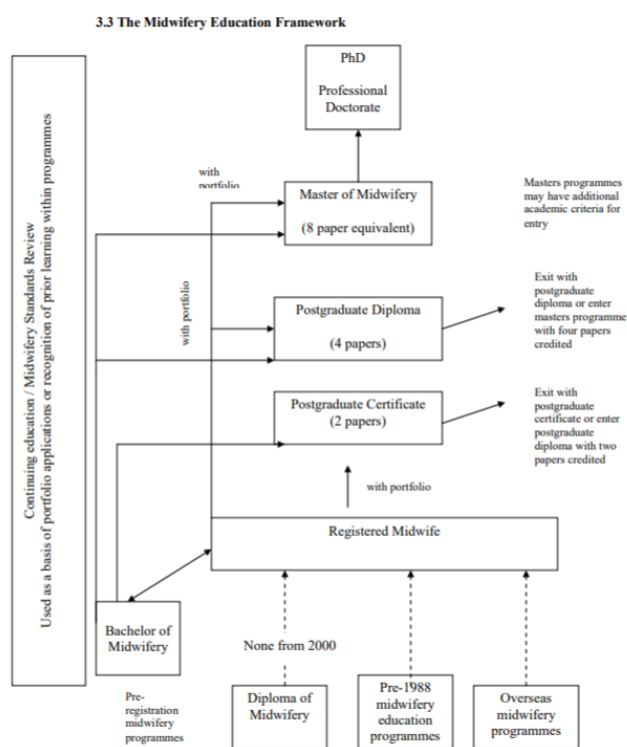 3.3 The Midwifery Education Framework
Continuing education / Midwifery Standards Review
Used as a basis of portfolio applications or recognition of prior learning within programmes
PhD
Professional
Doctorate
with
portfolio
Master of Midwifery
(8 paper equivalent)
Masters programmes
may have additional
academic criteria for
entry
with portfolio
Postgraduate Diploma
(4 papers)
Exit with
postgraduate
diploma or enter
masters programme
with four papers
credited
Postgraduate Certificate
(2 papers)
Exit with
postgraduate
certificate or enter
postgraduate
diploma with two
papers credited
with portfolio
Registered Midwife
Bachelor of
Midwifery
None from 2000
Pre-
registration
midwifery
programmes
Diploma of
Midwifery
Pre-1988
midwifery
education
programmes
Overseas
midwifery
programmes